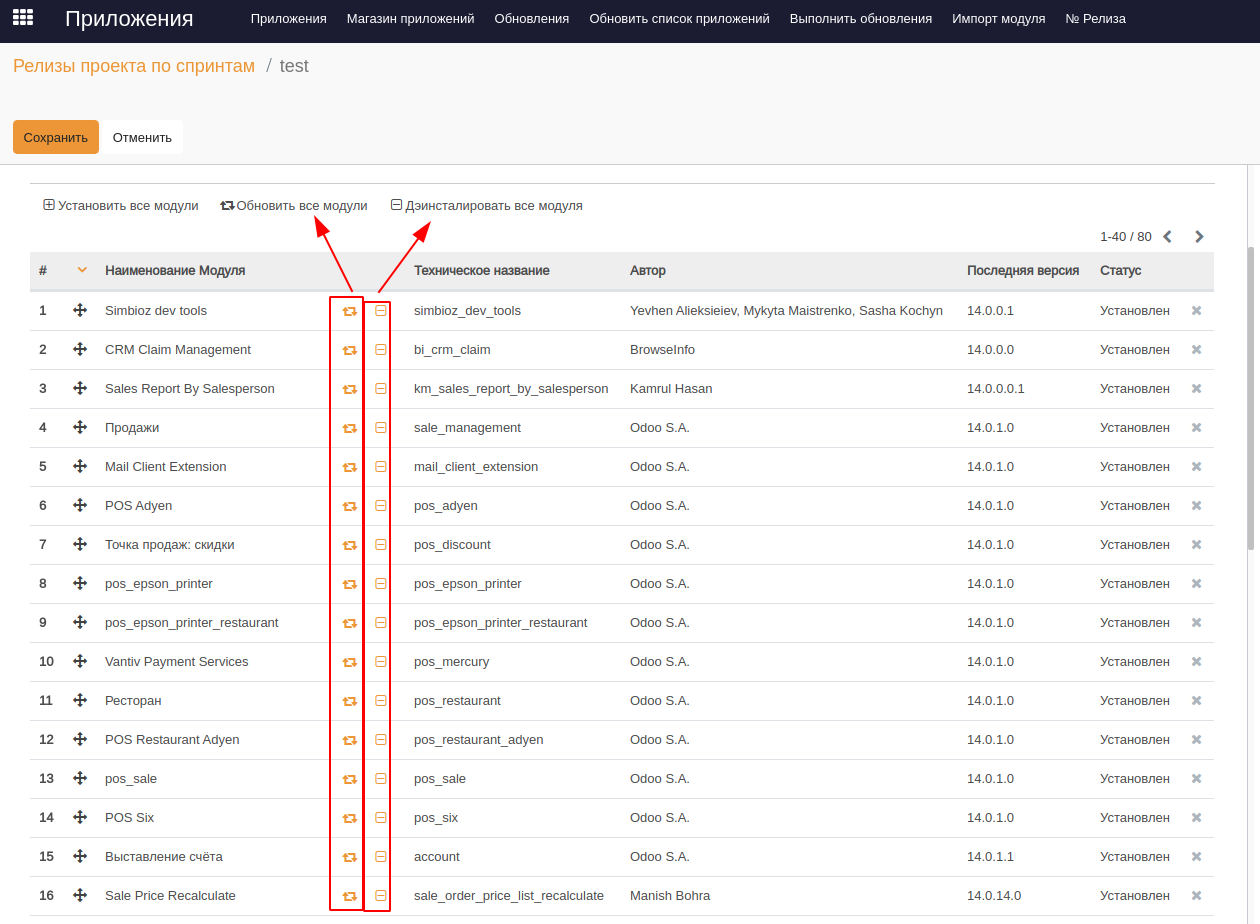 Приложения Приложения Магазин приложений Обновления Обновить список приложений Выполнить обновления Импорт модуля № Релиза
Релизы проекта по спринтам / test
Сохранить Отменить
Установить все модули Обновить все модули Дэинсталировать все модуля
1-40 / 80
# Наименование Модуля Техническое название Автор Последняя версия Статус
1 Simbioz dev tools simbioz_dev_tools Yevhen Alieksieiev, Mykyta Maistrenko, Sasha Kochyn 14.0.0.1 Установлен
2 CRM Claim Management bi_crm_claim BrowseInfo 14.0.0.0 Установлен
3 Sales Report By Salesperson km_sales_report_by_salesperson Kamrul Hasan 14.0.0.0.1 Установлен
4 Продажи sale_management Odoo S.A. 14.0.1.0 Установлен
5 Mail Client Extension mail_client_extension Odoo S.A. 14.0.1.0 Установлен
6 POS Adyen pos_adyen Odoo S.A. 14.0.1.0 Установлен
7 Точка продаж: скидки pos_discount Odoo S.A. 14.0.1.0 Установлен
8 pos_epson_printer pos_epson_printer Odoo S.A. 14.0.1.0 Установлен
9 pos_epson_printer_restaurant pos_epson_printer_restaurant Odoo S.A. 14.0.1.0 Установлен
10 Vantiv Payment Services pos_mercury Odoo S.A. 14.0.1.0 Установлен
11 Ресторан pos_restaurant Odoo S.A. 14.0.1.0 Установлен
12 POS Restaurant Adyen pos_restaurant_adyen Odoo S.A. 14.0.1.0 Установлен
13 pos_sale pos_sale Odoo S.A. 14.0.1.0 Установлен
14 POS Six pos_six Odoo S.A. 14.0.1.0 Установлен
15 Выставление счёта account Odoo S.A. 14.0.1.1 Установлен
16 Sale Price Recalculate sale_order_price_list_recalculate Manish Bohra 14.0.14.0 Установлен